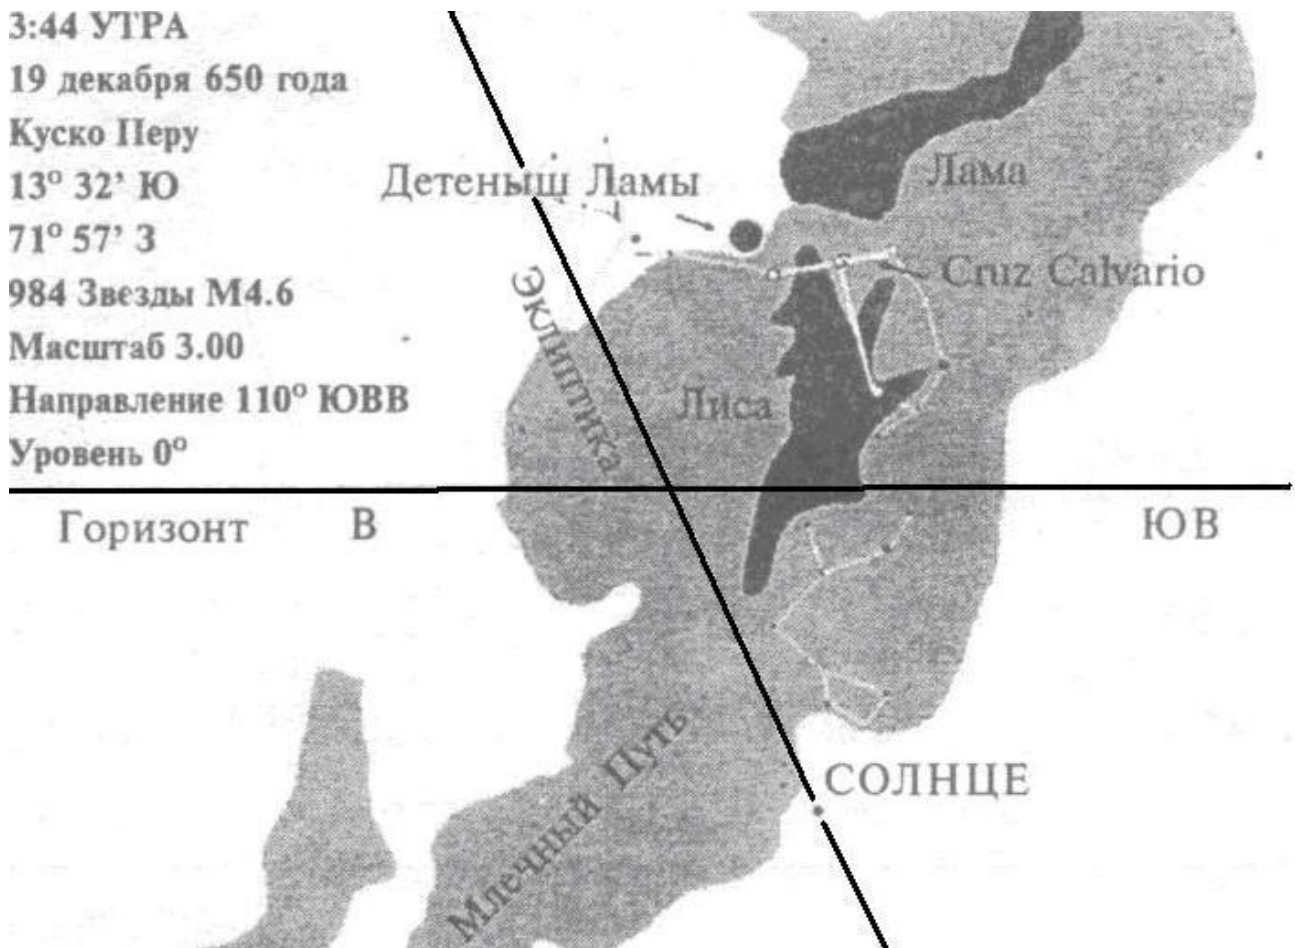 3:44 УТРА
19 декабря 650 года
Куско Перу
13° 32' Ю
71° 57' З
984 Звезды М4.6
Масштаб 3.00
Направление 110° ЮВВ
Уровень 0°
Детеныш Ламы
Лама
Cruz Calvario
Эклиптика
Лиса
Горизонт
В
ЮВ
СОЛНЦЕ
Млечный Путь